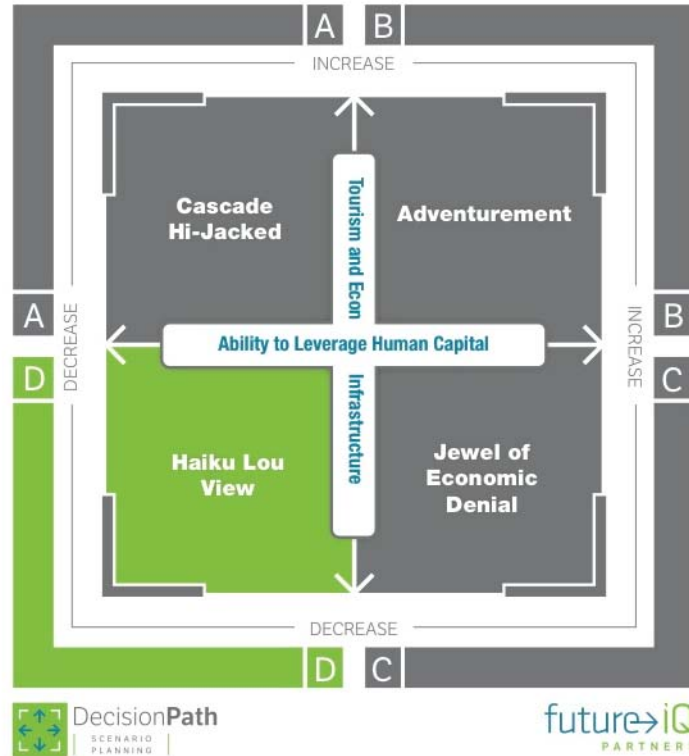 A B
INCREASE
Cascade
Hi-Jacked
Adventurement
Tourism and Econ
A
B
DECREASE
INCREASE
Ability to Leverage Human Capital
D
C
Infrastructure
Haiku Lou
View
Jewel of
Economic
Denial
DECREASE
D C
DecisionPath
SCENARIO
PLANNING
future iQ
PARTNER